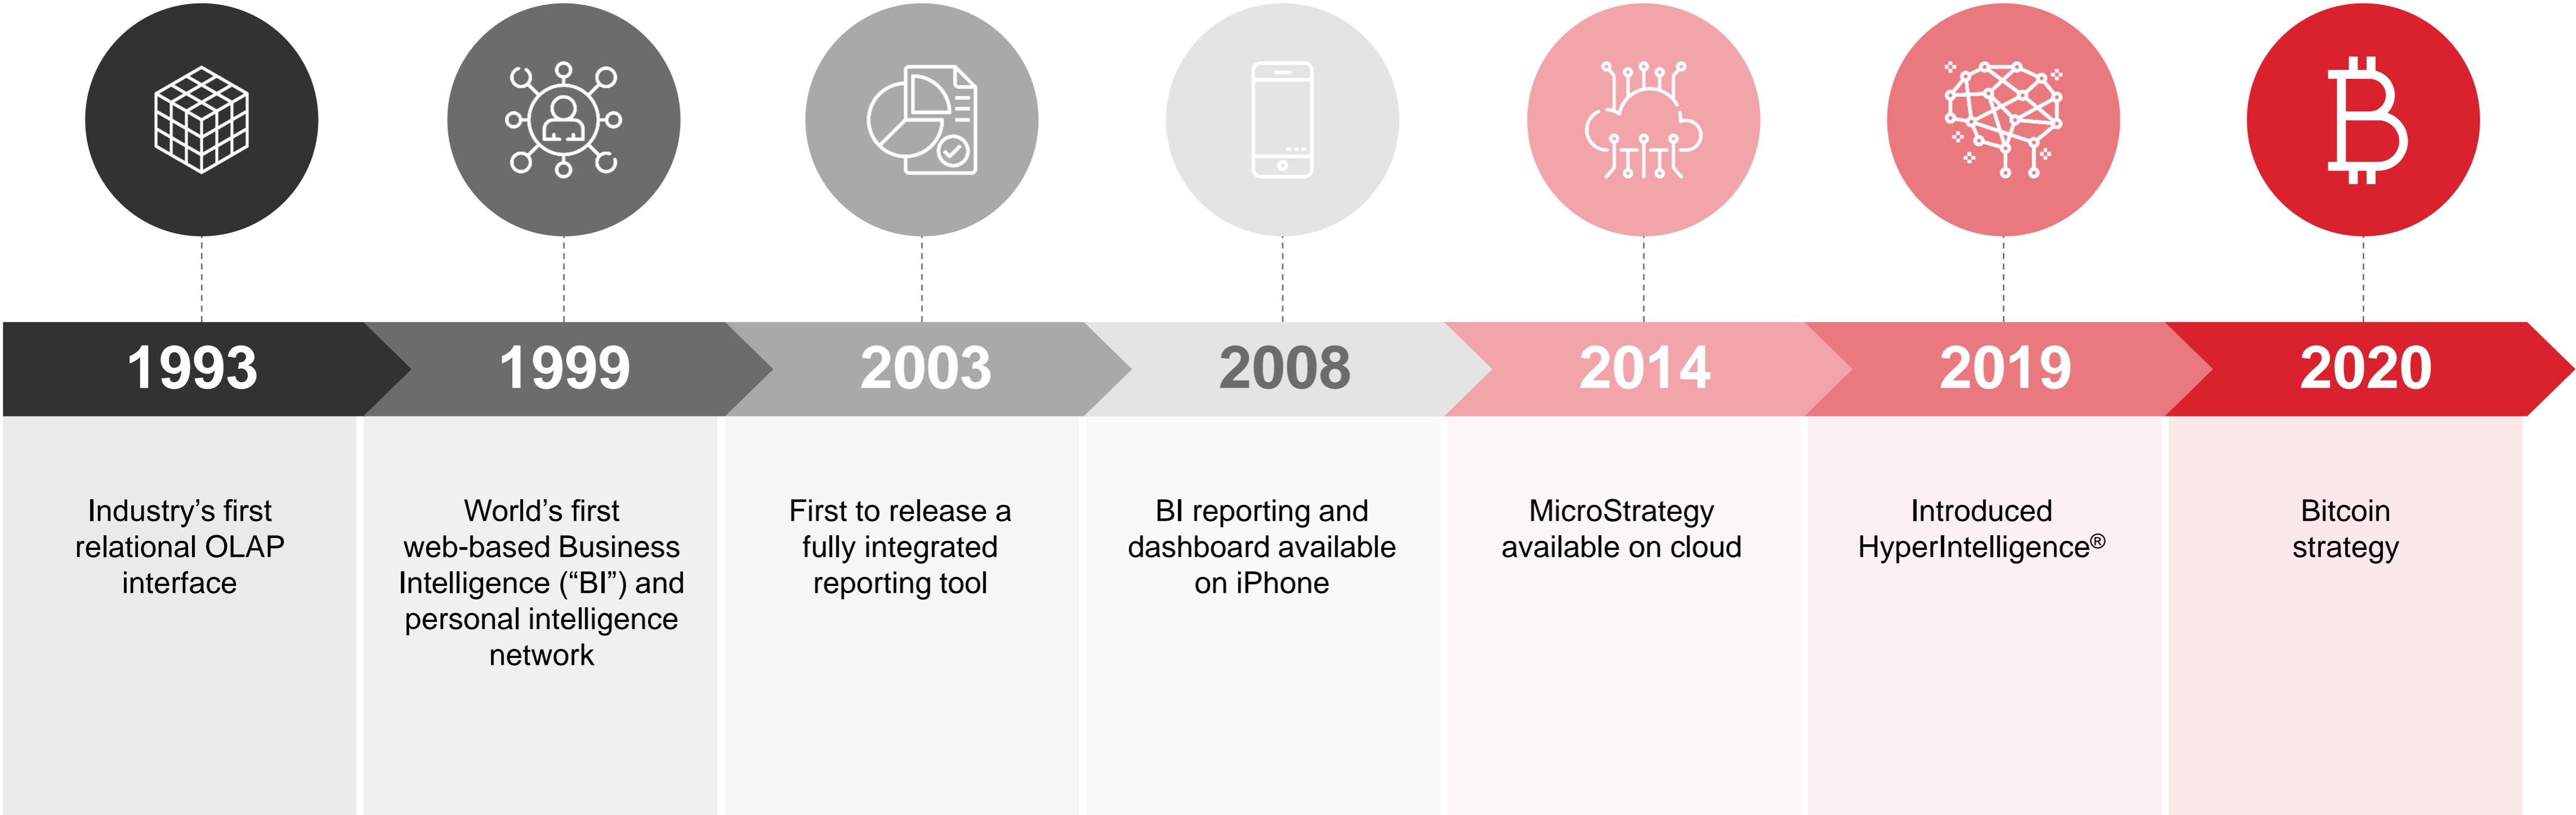 1993
1999
2003
2008
2014
2019
2020
Industry’s first
relational OLAP
interface
World’s first
web-based Business
Intelligence (“BI”) and
personal intelligence
network
First to release a
fully integrated
reporting tool
BI reporting and
dashboard available
on iPhone
MicroStrategy
available on cloud
Introduced
HyperIntelligence®
Bitcoin
strategy